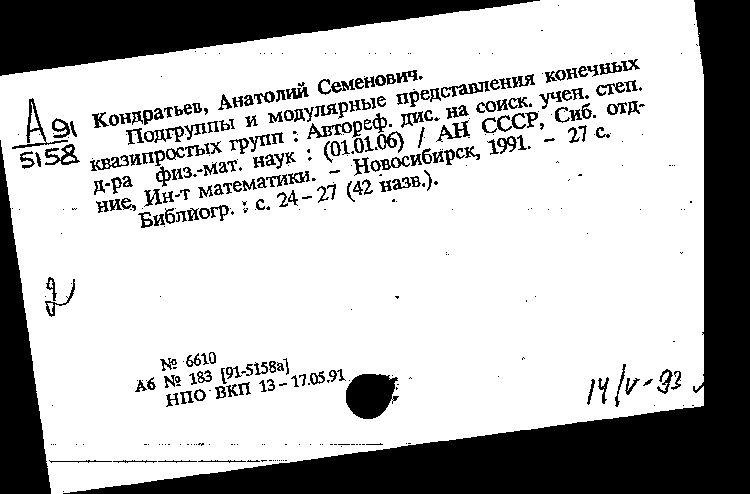 А 91
5158
Кондратьев, Анатолий Семенович.
Подгруппы и модулярные представления конечных
квазипростых групп : Автореф. дис. на соиск. учен. степ.
д-ра физ.-мат. наук : (01.01.06) / АН СССР, Сиб. отд-
ние, Ин-т математики. – Новосибирск, 1991. – 27 с.
Библиогр. : с. 24 – 27 (42 назв.).
№ 6610
А6 № 183 [91-5158а]
НПО ВКП 13 – 17.05.91
14/V-93